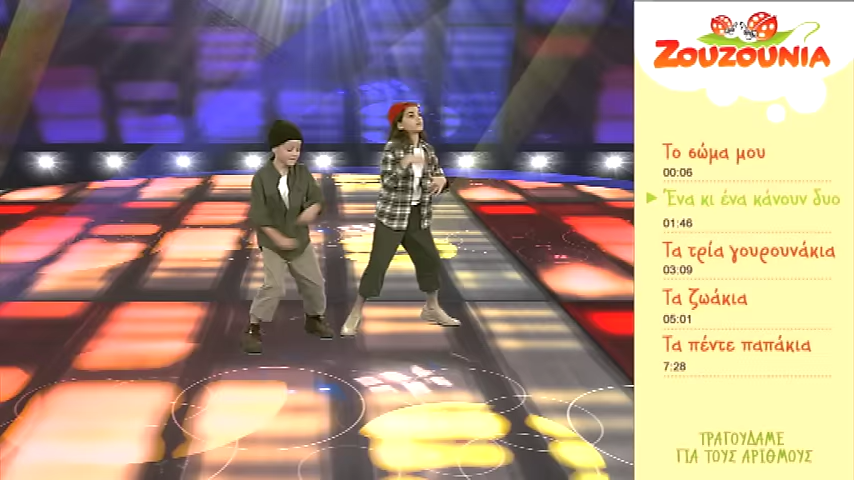 ZOUZOUNIA
Το σώμα μου
00:06
Ένα κι ένα κάνουν δυο
01:46
Τα τρία γουρουνάκια
03:09
Τα ζωάκια
05:01
Τα πέντε παπάκια
7:28
ΤΡΑΓΟΥΔΑΜΕ
ΓΙΑ ΤΟΥΣ ΑΡΙΘΜΟΥΣ